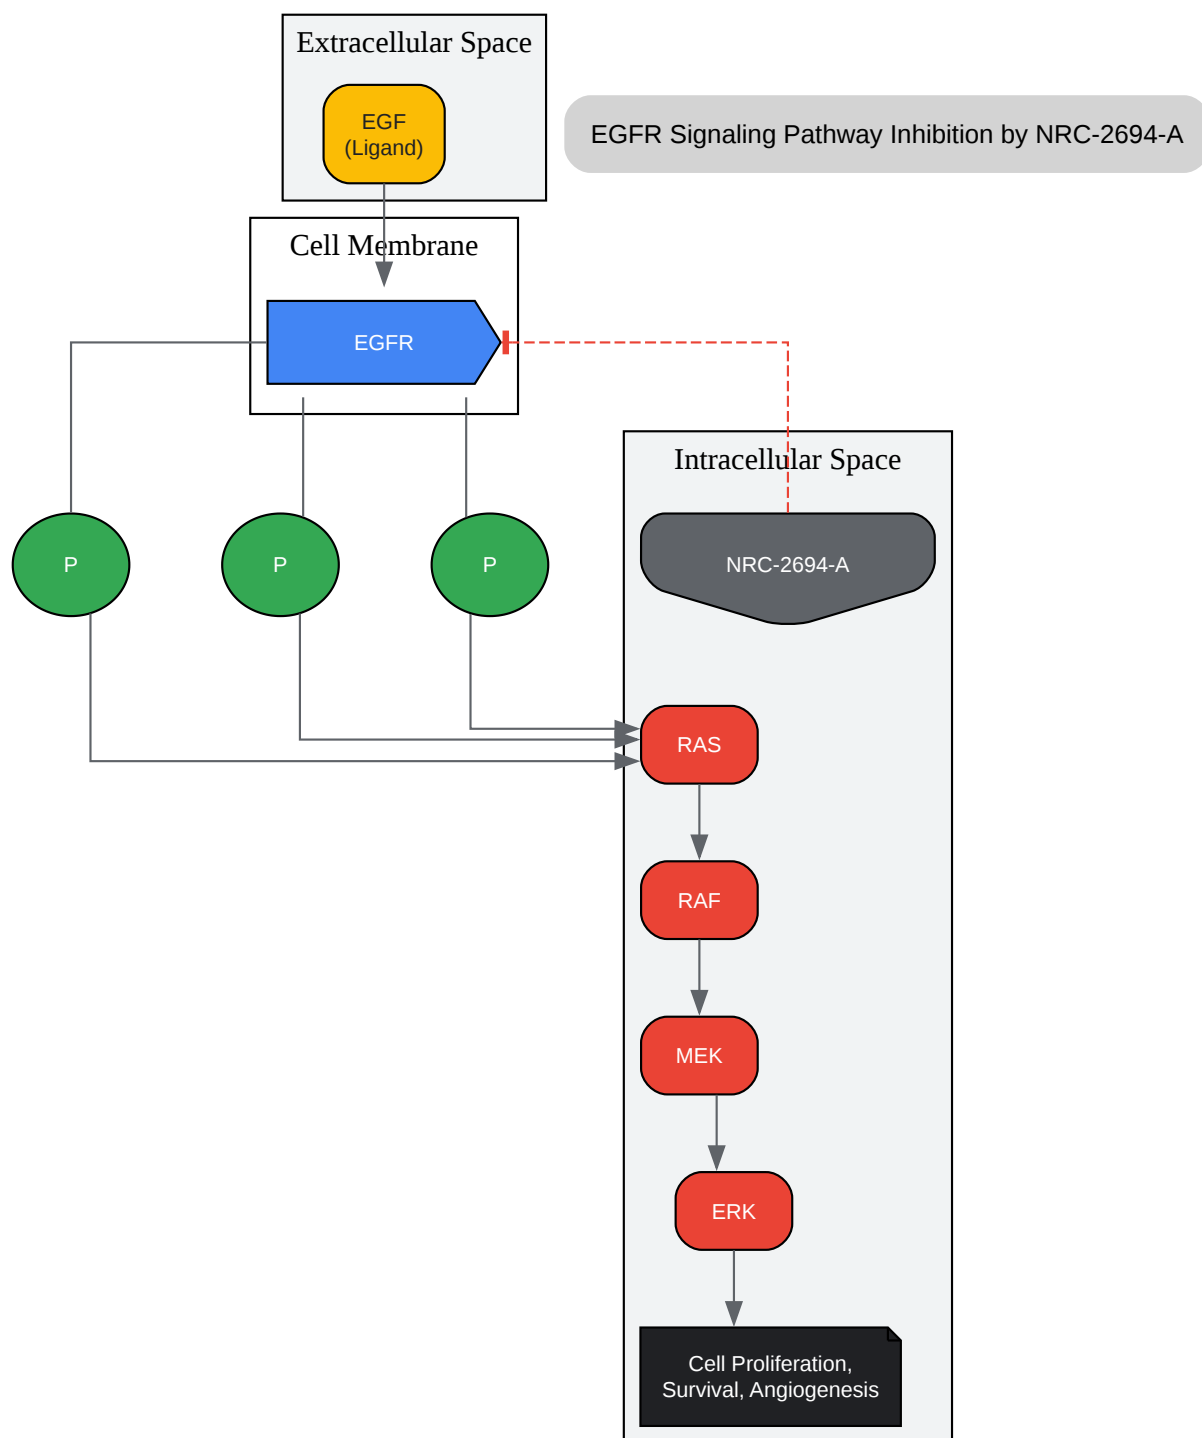 Extracellular Space
EGF
(Ligand)
EGFR Signaling Pathway Inhibition by NRC-2694-A
Cell Membrane
EGFR
Intracellular Space
P
P
P
NRC-2694-A
RAS
RAF
MEK
ERK
Cell Proliferation,
Survival, Angiogenesis